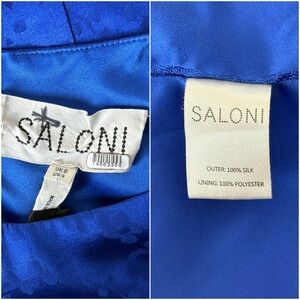 SALONI
UK 8
US 4
SALONI
OUTER: 100% SILK
LINING: 100% POLYESTER